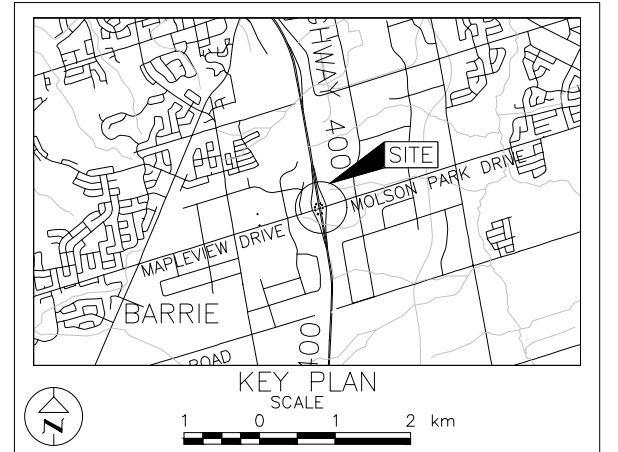 HWAY 400
SITE
MOLSON PARK DRIVE
MAPLEVIEW DRIVE
BARRIE
400
ROAD
KEY PLAN
SCALE
1 0 1 2 km
N